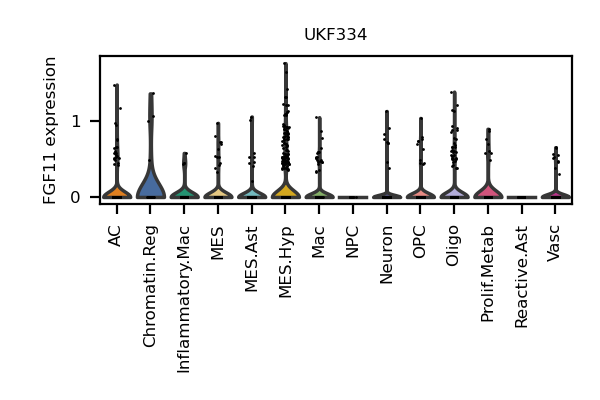 UKF334
FGF11 expression
1
0
AC
Chromatin.Reg
Inflammatory.Mac
MES
MES.Ast
MES.Hyp
Mac
NPC
Neuron
OPC
Oligo
Prolif.Metab
Reactive.Ast
Vasc